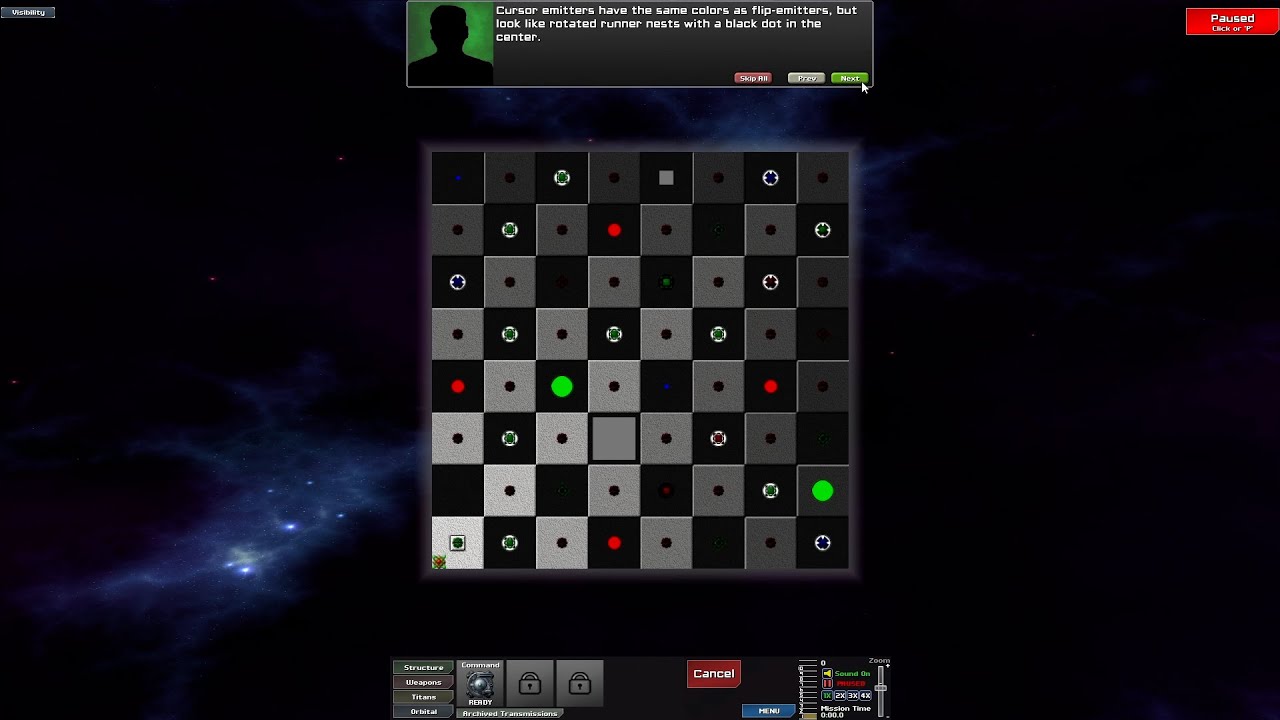 Visibility
Cursor emitters have the same colors as flip-emitters, but
look like rotated runner nests with a black dot in the
center.
Skip All
Prev
Next
Paused
Click or 'P'
Structure
Weapons
Titans
Orbital
Command
READY
Archived Transmissions
Cancel
MENU
0
Sound On
PAUSED
1X 2X 3X 4X
Mission Time
0:00.0
Zoom